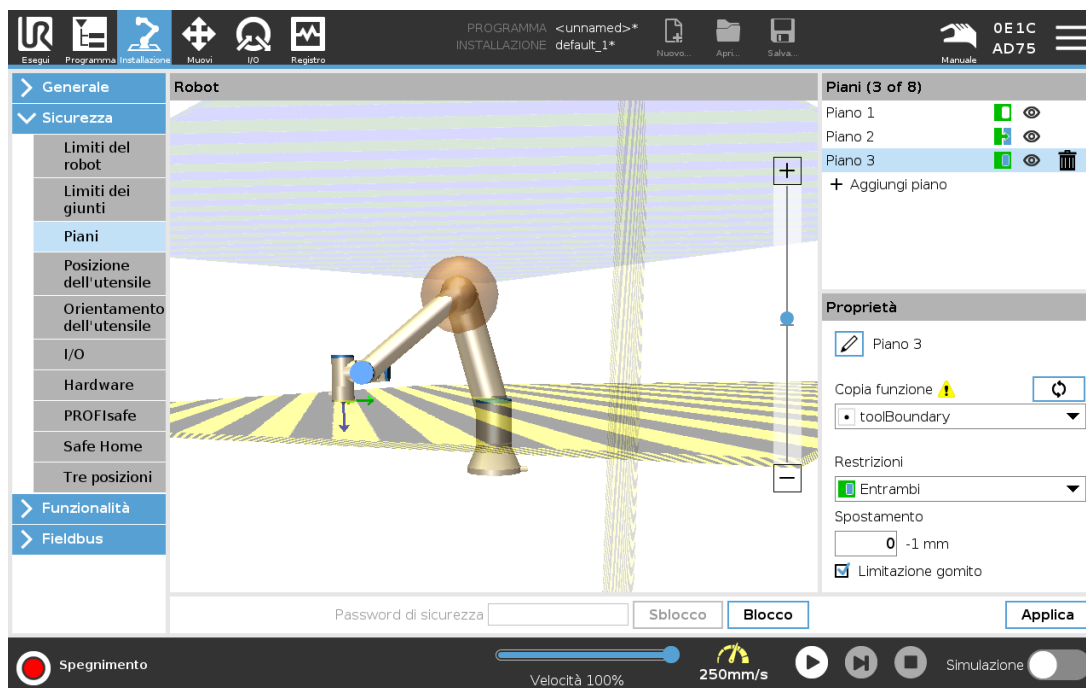 UR
PROGRAMMA <unnamed>*
INSTALLAZIONE default_1*
Esegui Programma Installazione Muovi I/O Registro
Nuovo... Apri... Salva...
Manuale
0E1C
AD75
Generale
Sicurezza
Limiti del
robot
Limiti dei
giunti
Piani
Posizione
dell'utensile
Orientamento
dell'utensile
I/O
Hardware
PROFIsafe
Safe Home
Tre posizioni
Funzionalità
Fieldbus
Robot
+
−
Piani (3 of 8)
Piano 1
Piano 2
Piano 3
+ Aggiungi piano
Proprietà
Piano 3
Copia funzione
toolBoundary
Restrizioni
Entrambi
Spostamento
0 -1 mm
Limitazione gomito
Password di sicurezza Sblocco Blocco Applica
Spegnimento
Velocità 100%
250mm/s
Simulazione